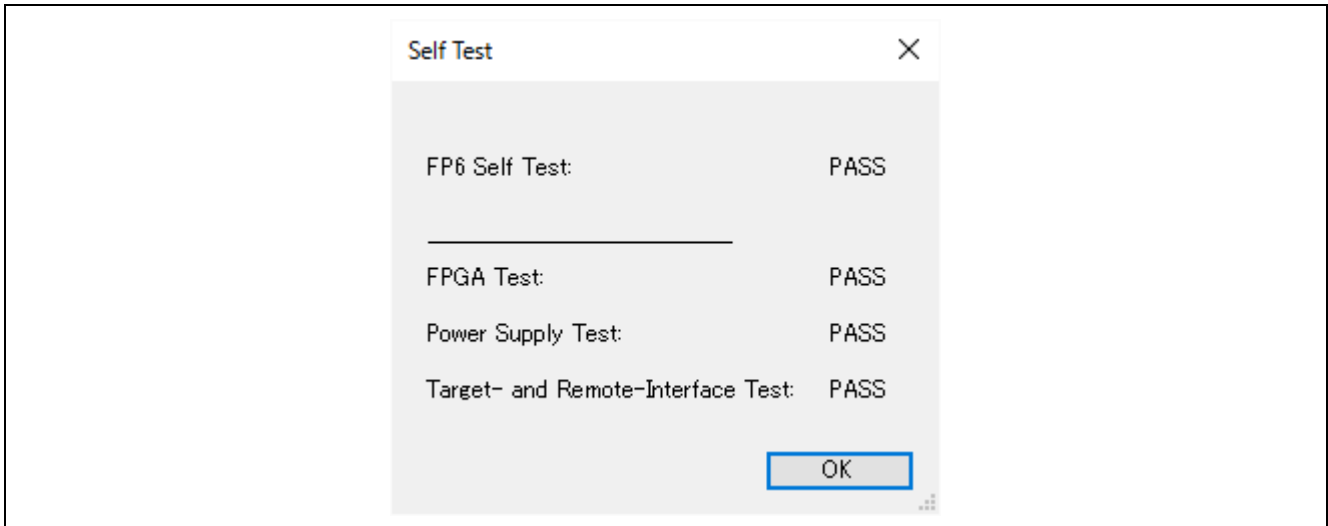 Self Test
FP6 Self Test: PASS
FPGA Test: PASS
Power Supply Test: PASS
Target- and Remote-Interface Test: PASS
OK